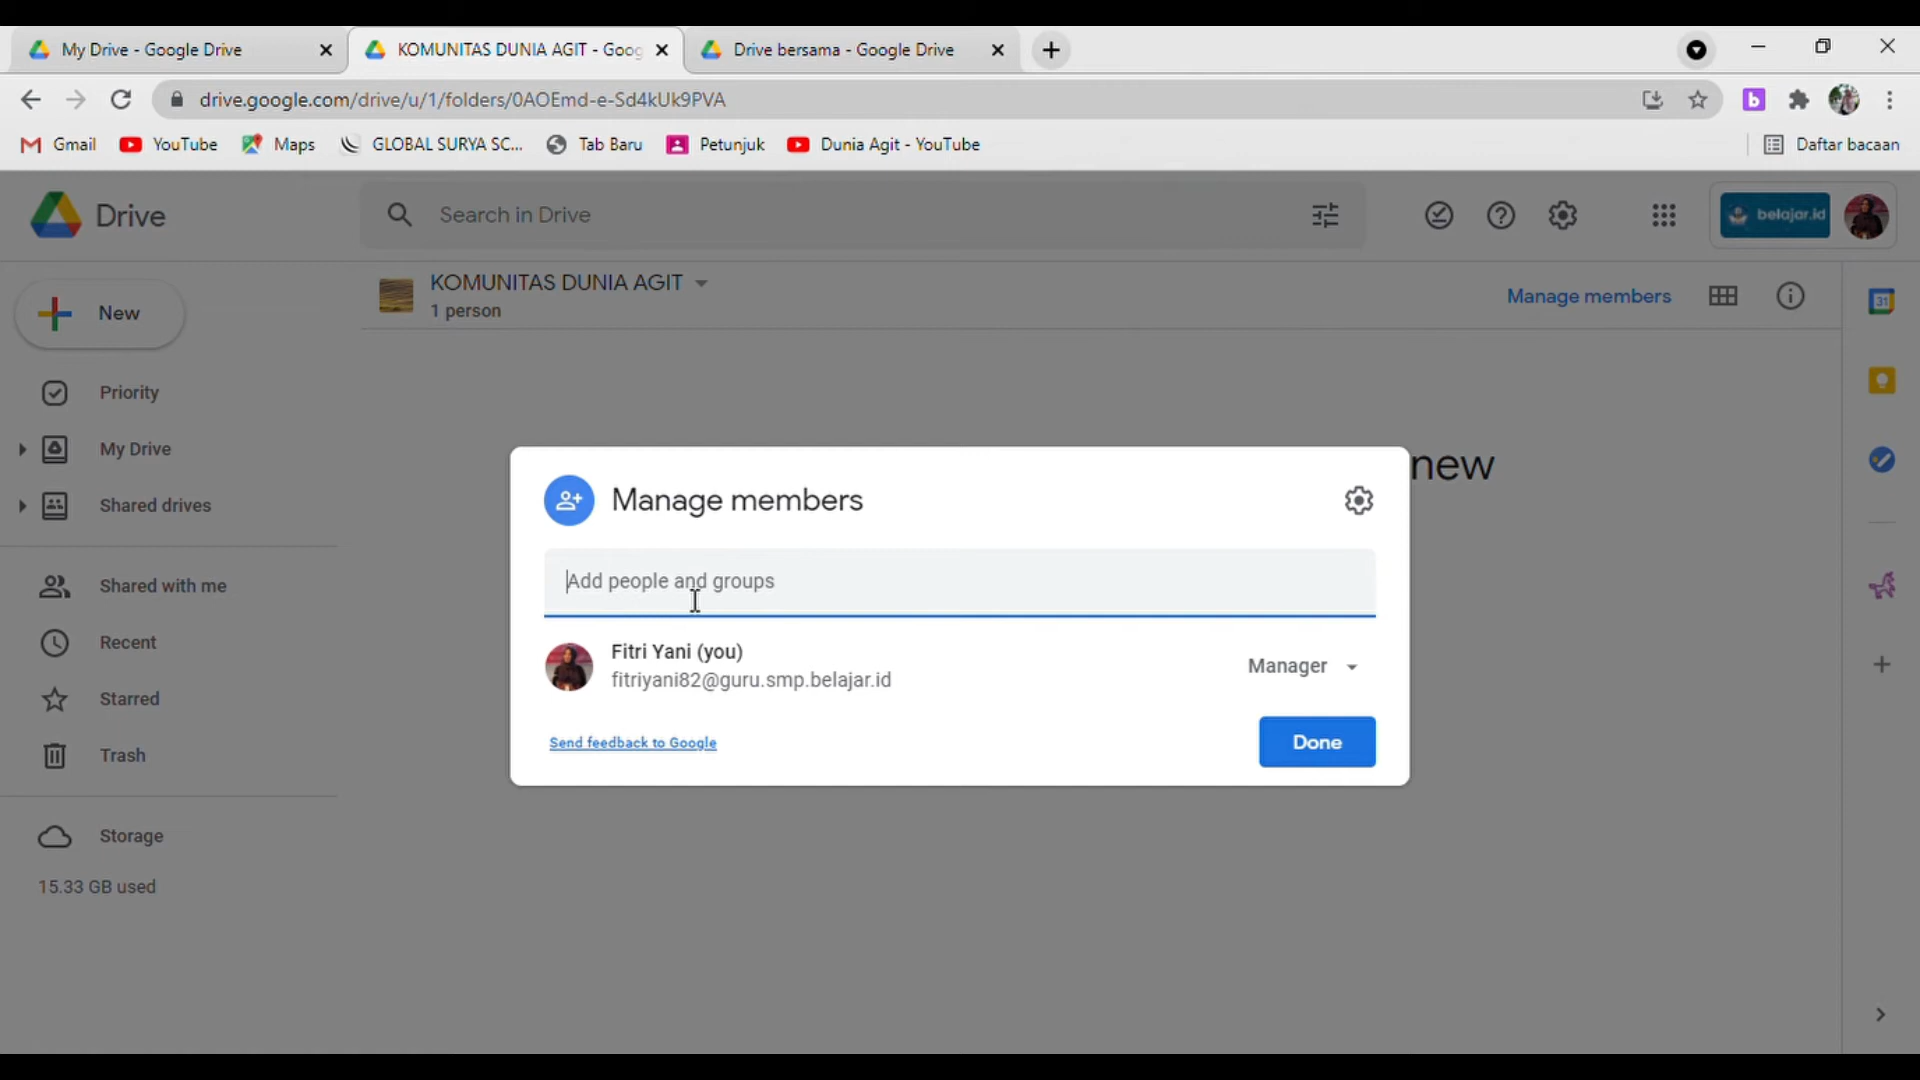 My Drive - Google Drive
KOMUNITAS DUNIA AGIT - Goog
Drive bersama - Google Drive
drive.google.com/drive/u/1/folders/0AOEmd-e-Sd4kUk9PVA
b
Gmail
YouTube
Maps
GLOBAL SURYA SC...
Tab Baru
Petunjuk
Dunia Agit - YouTube
Daftar bacaan
Drive
Search in Drive
belajar.id
New
KOMUNITAS DUNIA AGIT
1 person
Manage members
31
Priority
My Drive
Shared drives
new
Manage members
Add people and groups
Shared with me
Recent
Fitri Yani (you)
fitriyani82@guru.smp.belajar.id
Manager
Starred
Trash
Send feedback to Google
Done
Storage
15.33 GB used